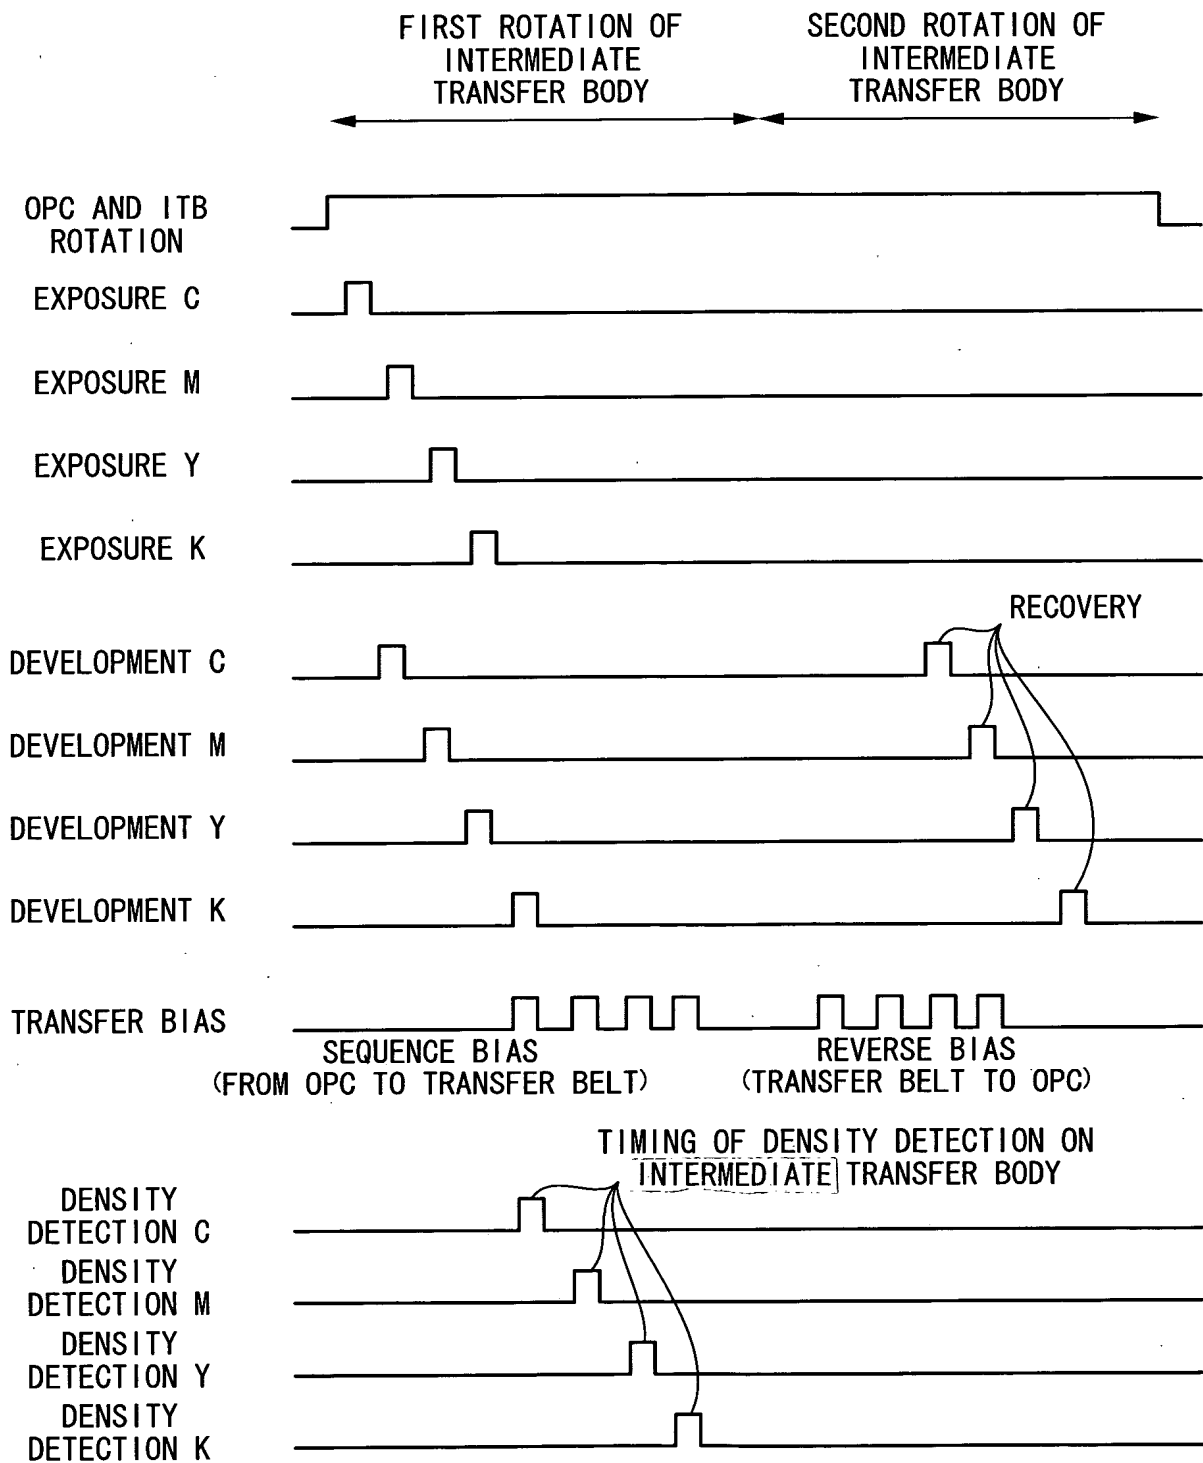 FIRST ROTATION OF
INTERMEDIATE
TRANSFER BODY
SECOND ROTATION OF
INTERMEDIATE
TRANSFER BODY
OPC AND ITB
ROTATION
EXPOSURE C
EXPOSURE M
EXPOSURE Y
EXPOSURE K
RECOVERY
DEVELOPMENT C
DEVELOPMENT M
DEVELOPMENT Y
DEVELOPMENT K
TRANSFER BIAS
SEQUENCE BIAS
(FROM OPC TO TRANSFER BELT)
REVERSE BIAS
(TRANSFER BELT TO OPC)
TIMING OF DENSITY DETECTION ON
INTERMEDIATE TRANSFER BODY
DENSITY
DETECTION C
DENSITY
DETECTION M
DENSITY
DETECTION Y
DENSITY
DETECTION K